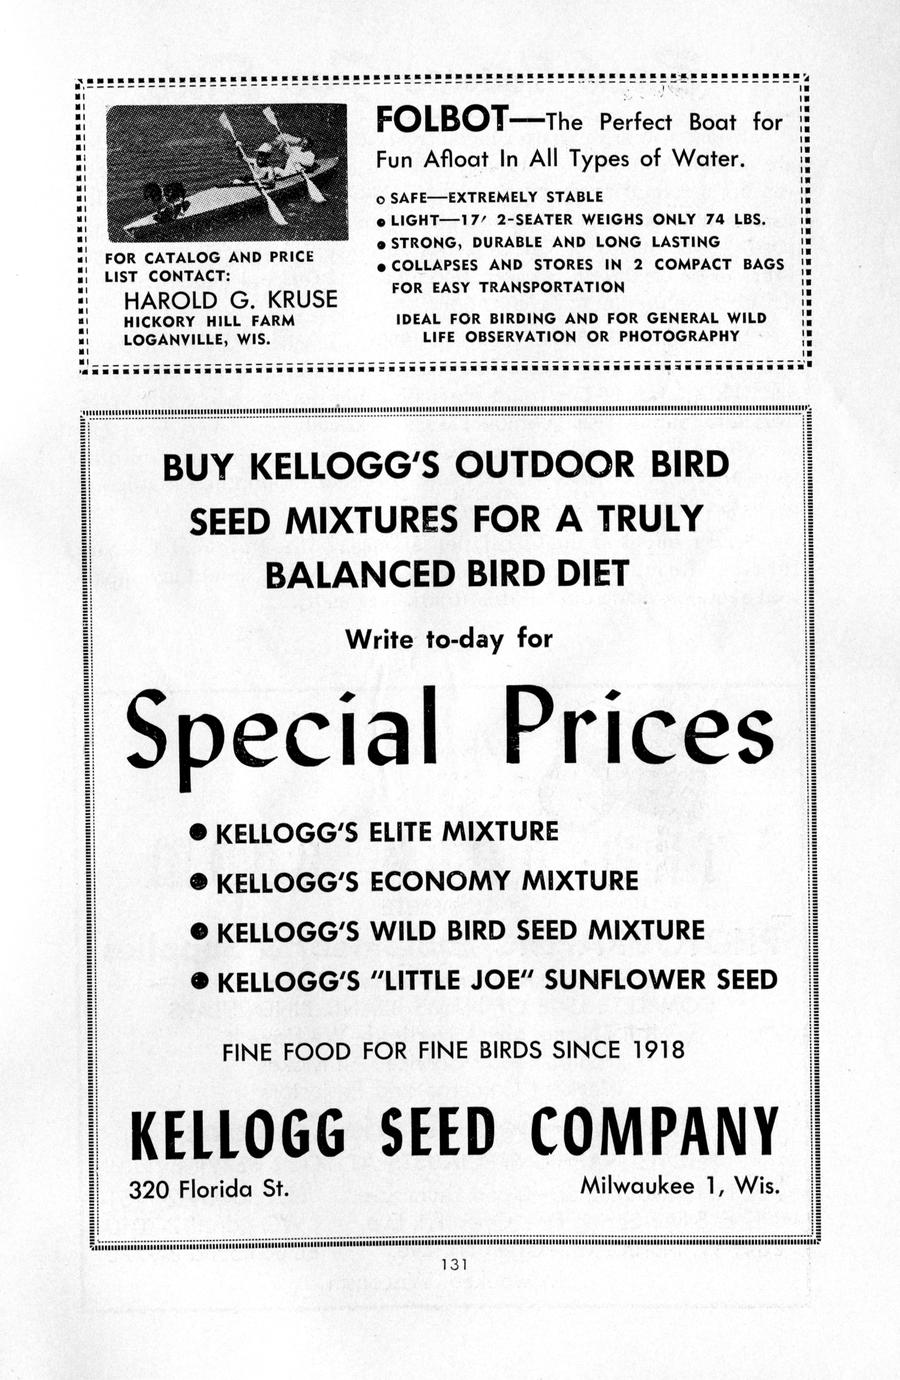 FOLBOT—The Perfect Boat for
Fun Afloat In All Types of Water.
o SAFE—EXTREMELY STABLE
● LIGHT—17′ 2-SEATER WEIGHS ONLY 74 LBS.
● STRONG, DURABLE AND LONG LASTING
● COLLAPSES AND STORES IN 2 COMPACT BAGS
FOR EASY TRANSPORTATION
IDEAL FOR BIRDING AND FOR GENERAL WILD
LIFE OBSERVATION OR PHOTOGRAPHY
FOR CATALOG AND PRICE
LIST CONTACT:
HAROLD G. KRUSE
HICKORY HILL FARM
LOGANVILLE, WIS.
BUY KELLOGG'S OUTDOOR BIRD
SEED MIXTURES FOR A TRULY
BALANCED BIRD DIET
Write to-day for
Special Prices
● KELLOGG'S ELITE MIXTURE
● KELLOGG'S ECONOMY MIXTURE
● KELLOGG'S WILD BIRD SEED MIXTURE
● KELLOGG'S "LITTLE JOE" SUNFLOWER SEED
FINE FOOD FOR FINE BIRDS SINCE 1918
KELLOGG SEED COMPANY
320 Florida St. Milwaukee 1, Wis.
131